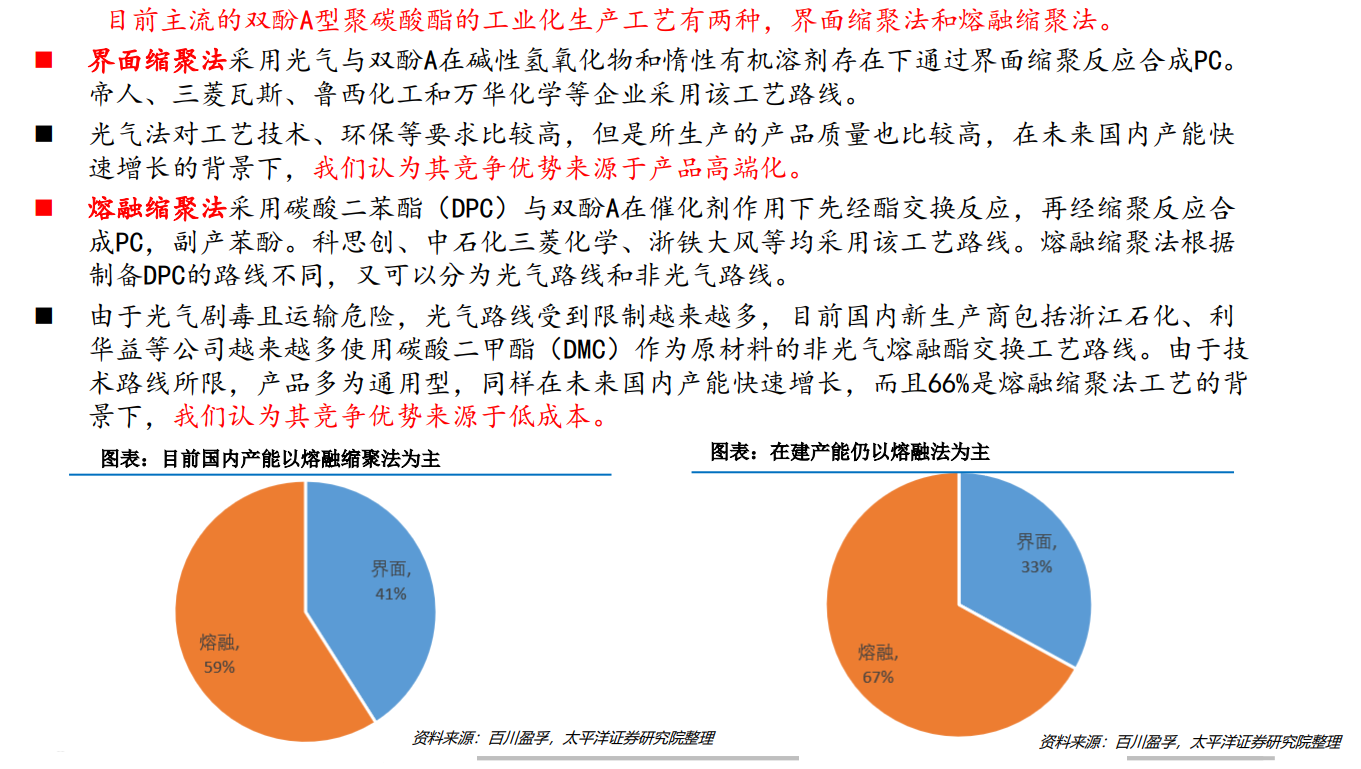 目前主流的双酚A型聚碳酸酯的工业化生产工艺有两种，界面缩聚法和熔融缩聚法。
■ 界面缩聚法采用光气与双酚A在碱性氢氧化物和惰性有机溶剂存在下通过界面缩聚反应合成PC。
帝人、三菱瓦斯、鲁西化工和万华化学等企业采用该工艺路线。
■ 光气法对工艺技术、环保等要求比较高，但是所生产的产品质量也比较高，在未来国内产能快
速增长的背景下，我们认为其竞争优势来源于产品高端化。
■ 熔融缩聚法采用碳酸二苯酯（DPC）与双酚A在催化剂作用下先经酯交换反应，再经缩聚反应合
成PC，副产苯酚。科思创、中石化三菱化学、浙铁大风等均采用该工艺路线。熔融缩聚法根据
制备DPC的路线不同，又可以分为光气路线和非光气路线。
■ 由于光气剧毒且运输危险，光气路线受到限制越来越多，目前国内新生产商包括浙江石化、利
华益等公司越来越多使用碳酸二甲酯（DMC）作为原材料的非光气熔融酯交换工艺路线。由于技
术路线所限，产品多为通用型，同样在未来国内产能快速增长，而且66%是熔融缩聚法工艺的背
景下，我们认为其竞争优势来源于低成本。
图表：目前国内产能以熔融缩聚法为主
界面,
41%
熔融,
59%
资料来源：百川盈孚，太平洋证券研究院整理
图表：在建产能仍以熔融法为主
界面,
33%
熔融,
67%
资料来源：百川盈孚，太平洋证券研究院整理